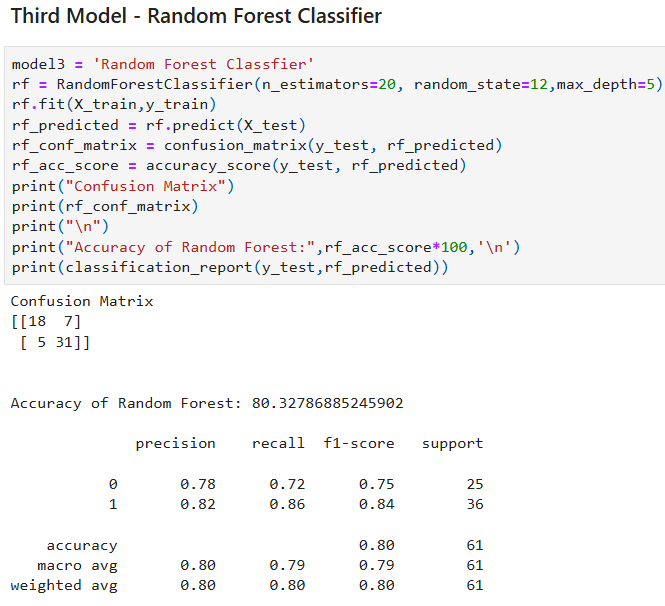 Third Model - Random Forest Classifier
model3 = 'Random Forest Classfier'
rf = RandomForestClassifier(n_estimators=20, random_state=12,max_depth=5)
rf.fit(X_train,y_train)
rf_predicted = rf.predict(X_test)
rf_conf_matrix = confusion_matrix(y_test, rf_predicted)
rf_acc_score = accuracy_score(y_test, rf_predicted)
print("Confusion Matrix")
print(rf_conf_matrix)
print("\n")
print("Accuracy of Random Forest:",rf_acc_score*100,'\n')
print(classification_report(y_test,rf_predicted))
Confusion Matrix
[[18  7]
 [ 5 31]]
Accuracy of Random Forest: 80.32786885245902
precision    recall  f1-score   support
0       0.78      0.72      0.75        25
1       0.82      0.86      0.84        36
accuracy                           0.80        61
macro avg       0.80      0.79      0.79        61
weighted avg       0.80      0.80      0.80        61